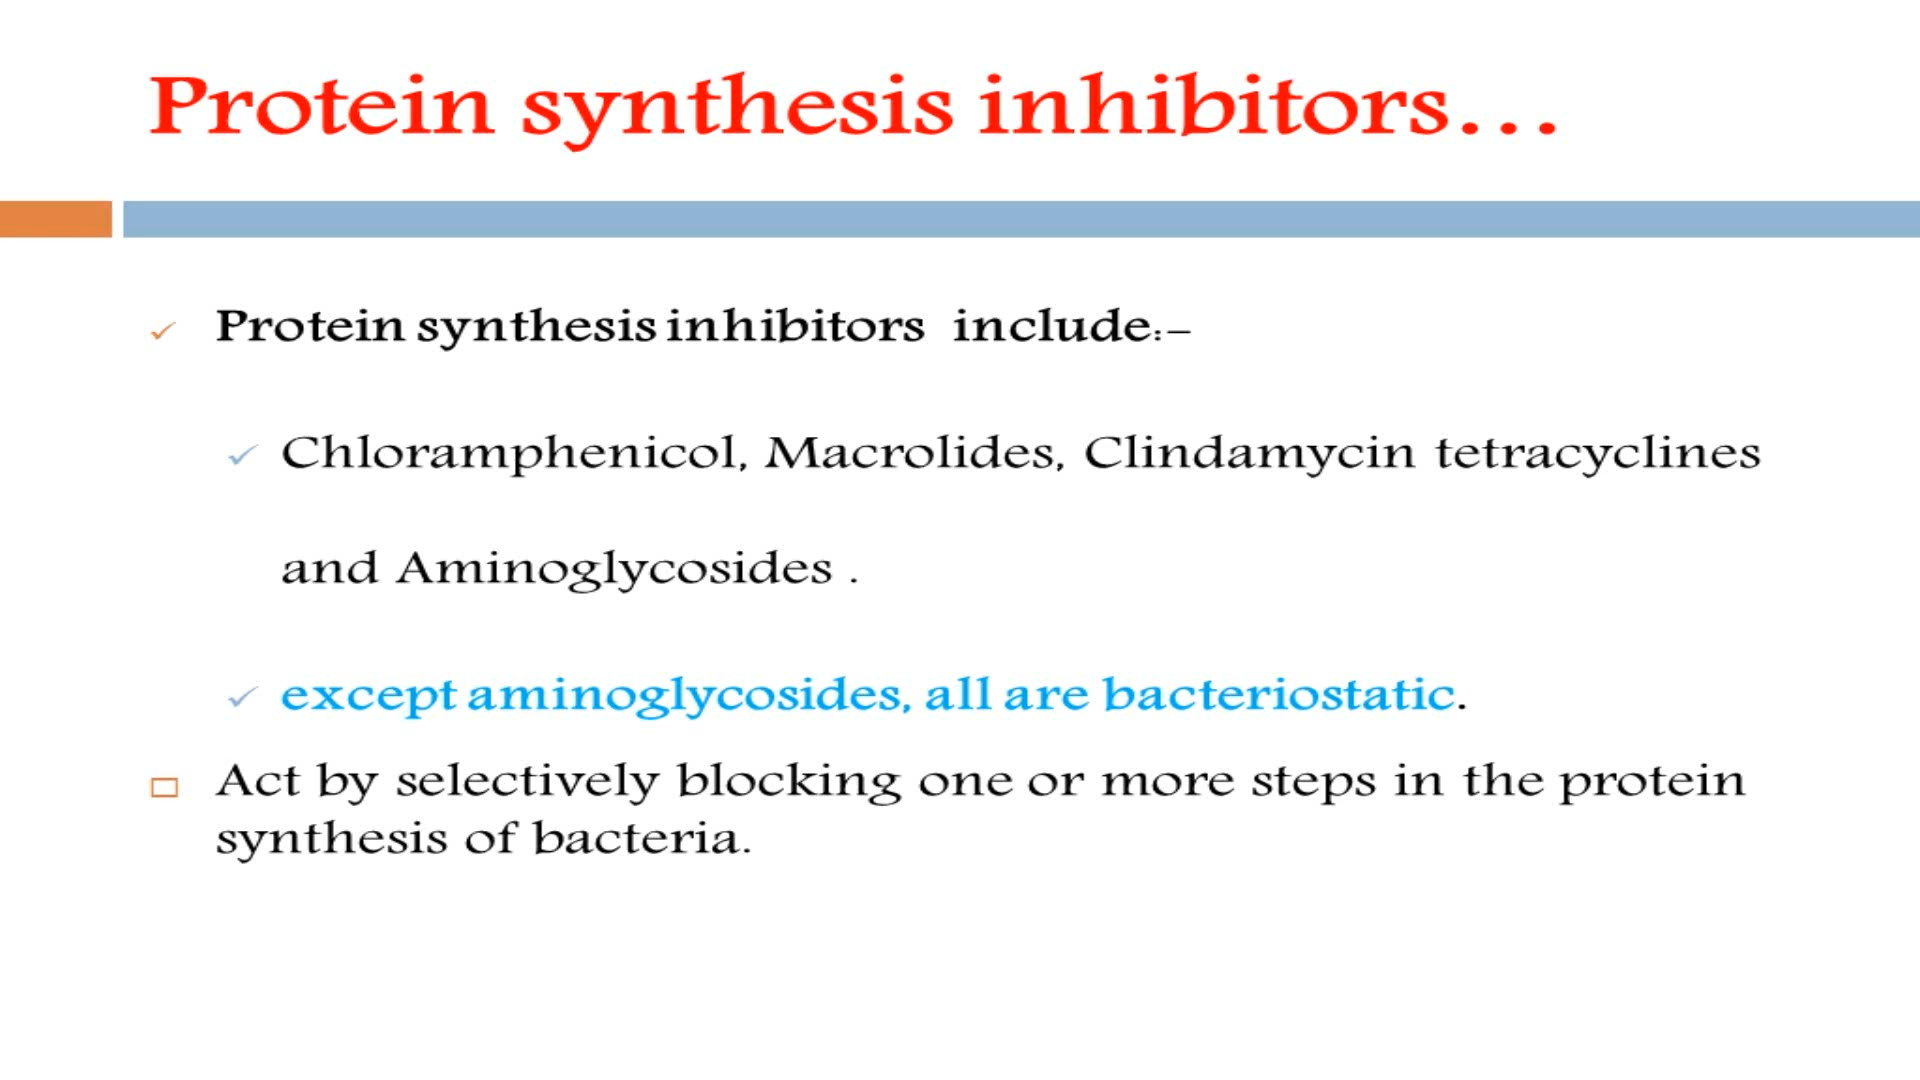 Protein synthesis inhibitors…
Protein synthesis inhibitors include:–
Chloramphenicol, Macrolides, Clindamycin tetracyclines
and Aminoglycosides .
except aminoglycosides, all are bacteriostatic.
Act by selectively blocking one or more steps in the protein
synthesis of bacteria.